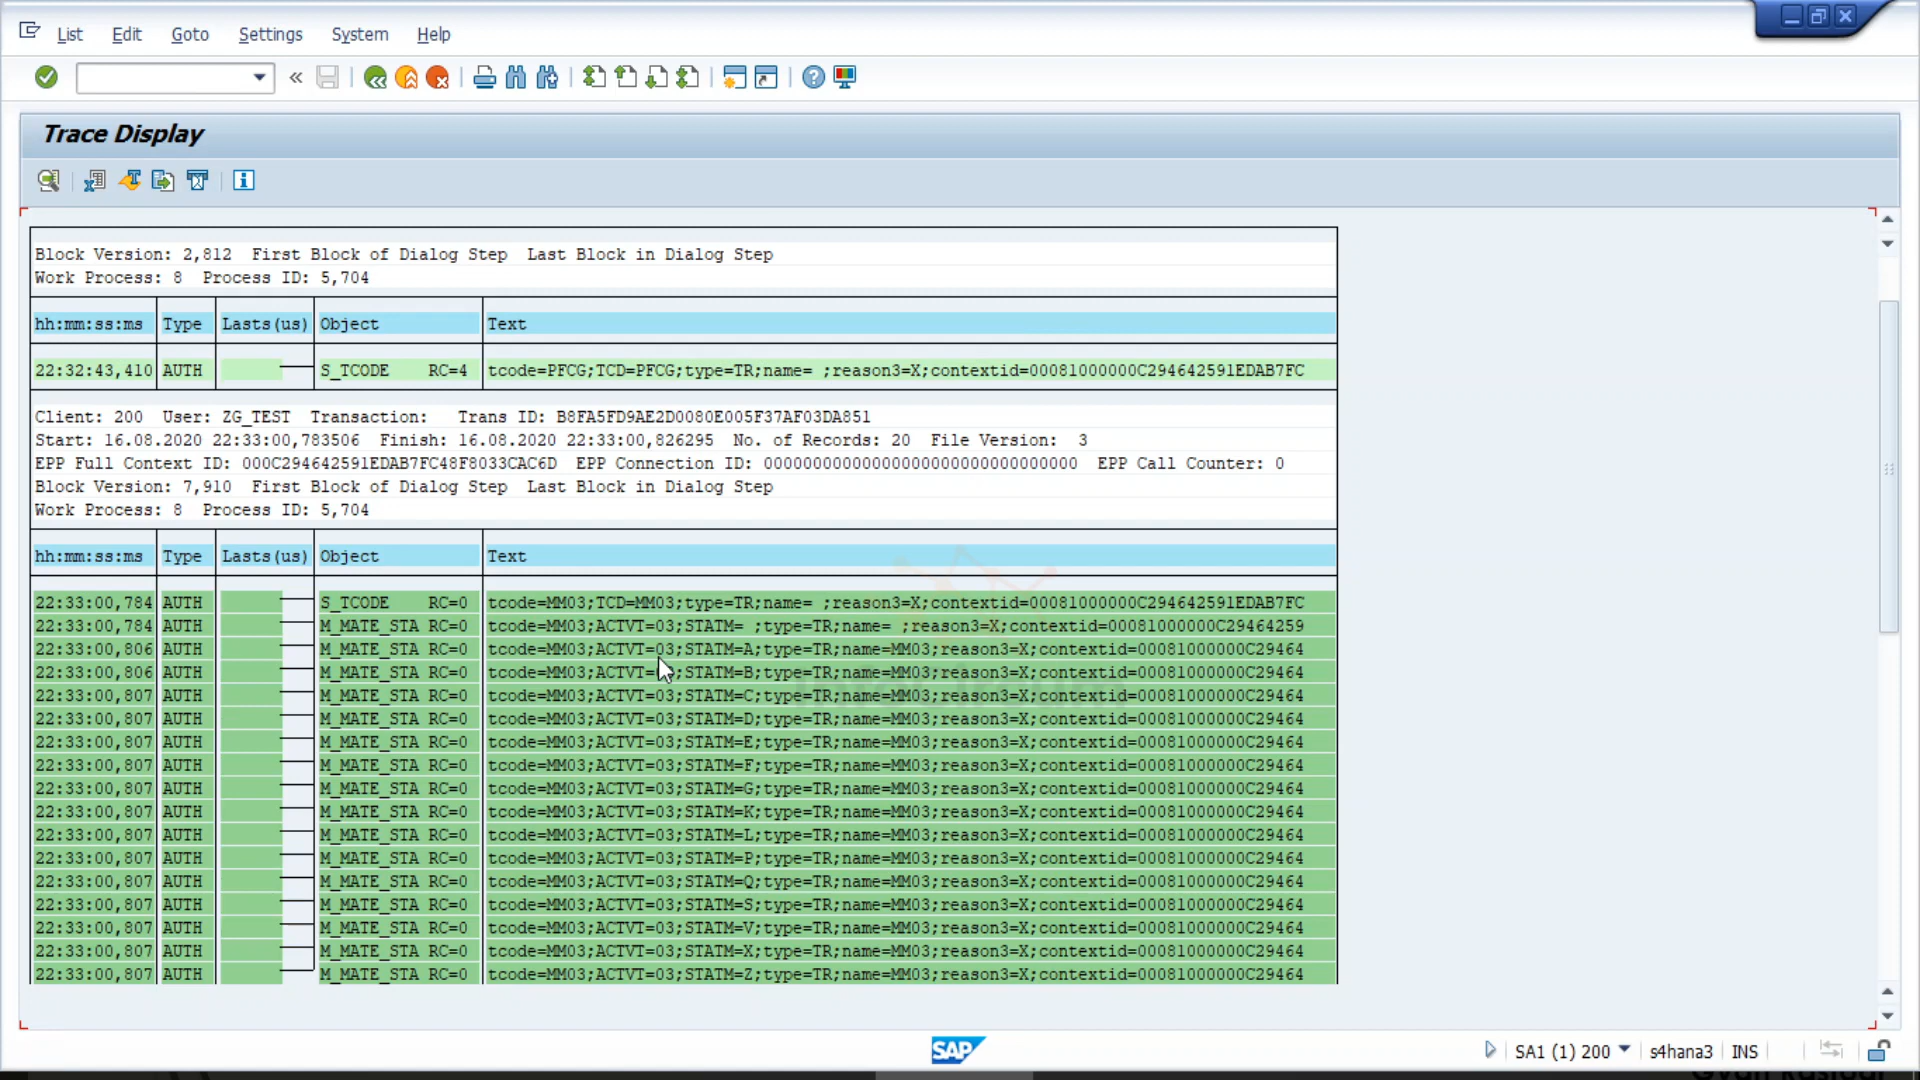 List Edit Goto Settings System Help
Trace Display
Block Version: 2,812 First Block of Dialog Step Last Block in Dialog Step
Work Process: 8 Process ID: 5,704
hh:mm:ss:ms Type Lasts(us) Object Text
22:32:43,410 AUTH S_TCODE RC=4 tcode=PFCG;TCD=PFCG;type=TR;name= ;reason3=X;contextid=00081000000C294642591EDAB7FC
Client: 200 User: ZG_TEST Transaction: Trans ID: B8FA5FD9AE2D0080E005F37AF03DA851
Start: 16.08.2020 22:33:00,783506 Finish: 16.08.2020 22:33:00,826295 No. of Records: 20 File Version: 3
EPP Full Context ID: 000C294642591EDAB7FC48F8033CAC6D EPP Connection ID: 00000000000000000000000000000000 EPP Call Counter: 0
Block Version: 7,910 First Block of Dialog Step Last Block in Dialog Step
Work Process: 8 Process ID: 5,704
hh:mm:ss:ms Type Lasts(us) Object Text
22:33:00,784 AUTH S_TCODE RC=0 tcode=MM03;TCD=MM03;type=TR;name= ;reason3=X;contextid=00081000000C294642591EDAB7FC
22:33:00,784 AUTH M_MATE_STA RC=0 tcode=MM03;ACTVT=03;STATM= ;type=TR;name= ;reason3=X;contextid=00081000000C29464259
22:33:00,806 AUTH M_MATE_STA RC=0 tcode=MM03;ACTVT=03;STATM=A;type=TR;name=MM03;reason3=X;contextid=00081000000C29464
22:33:00,806 AUTH M_MATE_STA RC=0 tcode=MM03;ACTVT=03;STATM=B;type=TR;name=MM03;reason3=X;contextid=00081000000C29464
22:33:00,807 AUTH M_MATE_STA RC=0 tcode=MM03;ACTVT=03;STATM=C;type=TR;name=MM03;reason3=X;contextid=00081000000C29464
22:33:00,807 AUTH M_MATE_STA RC=0 tcode=MM03;ACTVT=03;STATM=D;type=TR;name=MM03;reason3=X;contextid=00081000000C29464
22:33:00,807 AUTH M_MATE_STA RC=0 tcode=MM03;ACTVT=03;STATM=E;type=TR;name=MM03;reason3=X;contextid=00081000000C29464
22:33:00,807 AUTH M_MATE_STA RC=0 tcode=MM03;ACTVT=03;STATM=F;type=TR;name=MM03;reason3=X;contextid=00081000000C29464
22:33:00,807 AUTH M_MATE_STA RC=0 tcode=MM03;ACTVT=03;STATM=G;type=TR;name=MM03;reason3=X;contextid=00081000000C29464
22:33:00,807 AUTH M_MATE_STA RC=0 tcode=MM03;ACTVT=03;STATM=K;type=TR;name=MM03;reason3=X;contextid=00081000000C29464
22:33:00,807 AUTH M_MATE_STA RC=0 tcode=MM03;ACTVT=03;STATM=L;type=TR;name=MM03;reason3=X;contextid=00081000000C29464
22:33:00,807 AUTH M_MATE_STA RC=0 tcode=MM03;ACTVT=03;STATM=P;type=TR;name=MM03;reason3=X;contextid=00081000000C29464
22:33:00,807 AUTH M_MATE_STA RC=0 tcode=MM03;ACTVT=03;STATM=Q;type=TR;name=MM03;reason3=X;contextid=00081000000C29464
22:33:00,807 AUTH M_MATE_STA RC=0 tcode=MM03;ACTVT=03;STATM=S;type=TR;name=MM03;reason3=X;contextid=00081000000C29464
22:33:00,807 AUTH M_MATE_STA RC=0 tcode=MM03;ACTVT=03;STATM=V;type=TR;name=MM03;reason3=X;contextid=00081000000C29464
22:33:00,807 AUTH M_MATE_STA RC=0 tcode=MM03;ACTVT=03;STATM=X;type=TR;name=MM03;reason3=X;contextid=00081000000C29464
22:33:00,807 AUTH M_MATE_STA RC=0 tcode=MM03;ACTVT=03;STATM=Z;type=TR;name=MM03;reason3=X;contextid=00081000000C29464
SAP SA1 (1) 200 s4hana3 INS